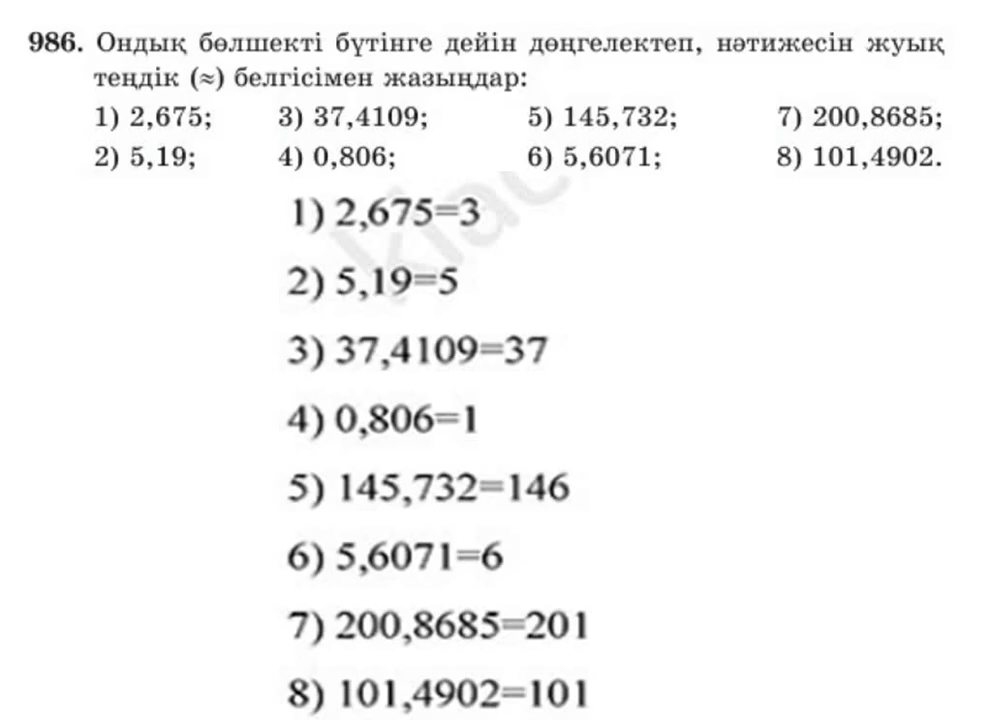 986. Ондық бөлшекті бүтінге дейін дөңгелектеп, нәтижесін жуық
теңдік (≈) белгісімен жазыңдар:
1) 2,675; 3) 37,4109; 5) 145,732; 7) 200,8685;
2) 5,19; 4) 0,806; 6) 5,6071; 8) 101,4902.
1) 2,675=3
2) 5,19=5
3) 37,4109=37
4) 0,806=1
5) 145,732=146
6) 5,6071=6
7) 200,8685=201
8) 101,4902=101